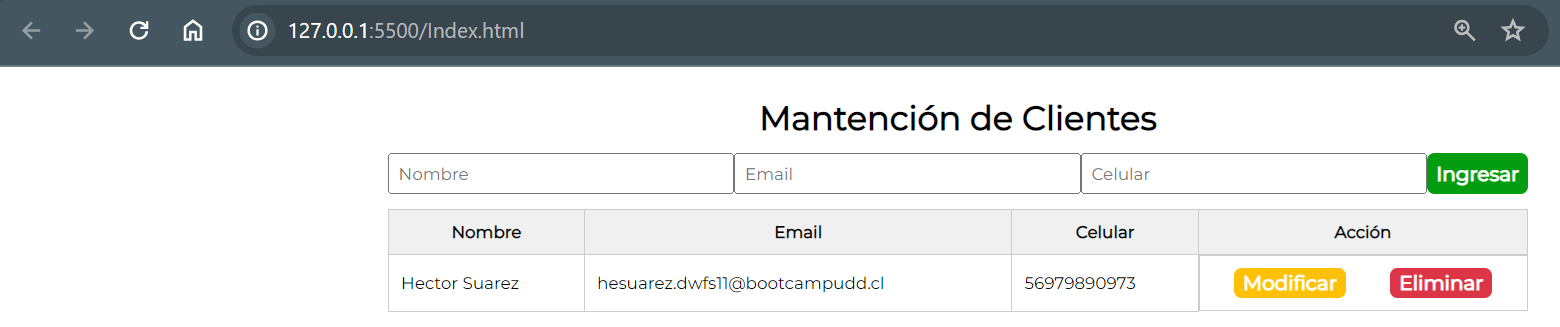 127.0.0.1:5500/Index.html
Mantención de Clientes
Nombre Email Celular Ingresar
Nombre Email Celular Acción
Hector Suarez hesuarez.dwfs11@bootcampudd.cl 56979890973 Modificar Eliminar